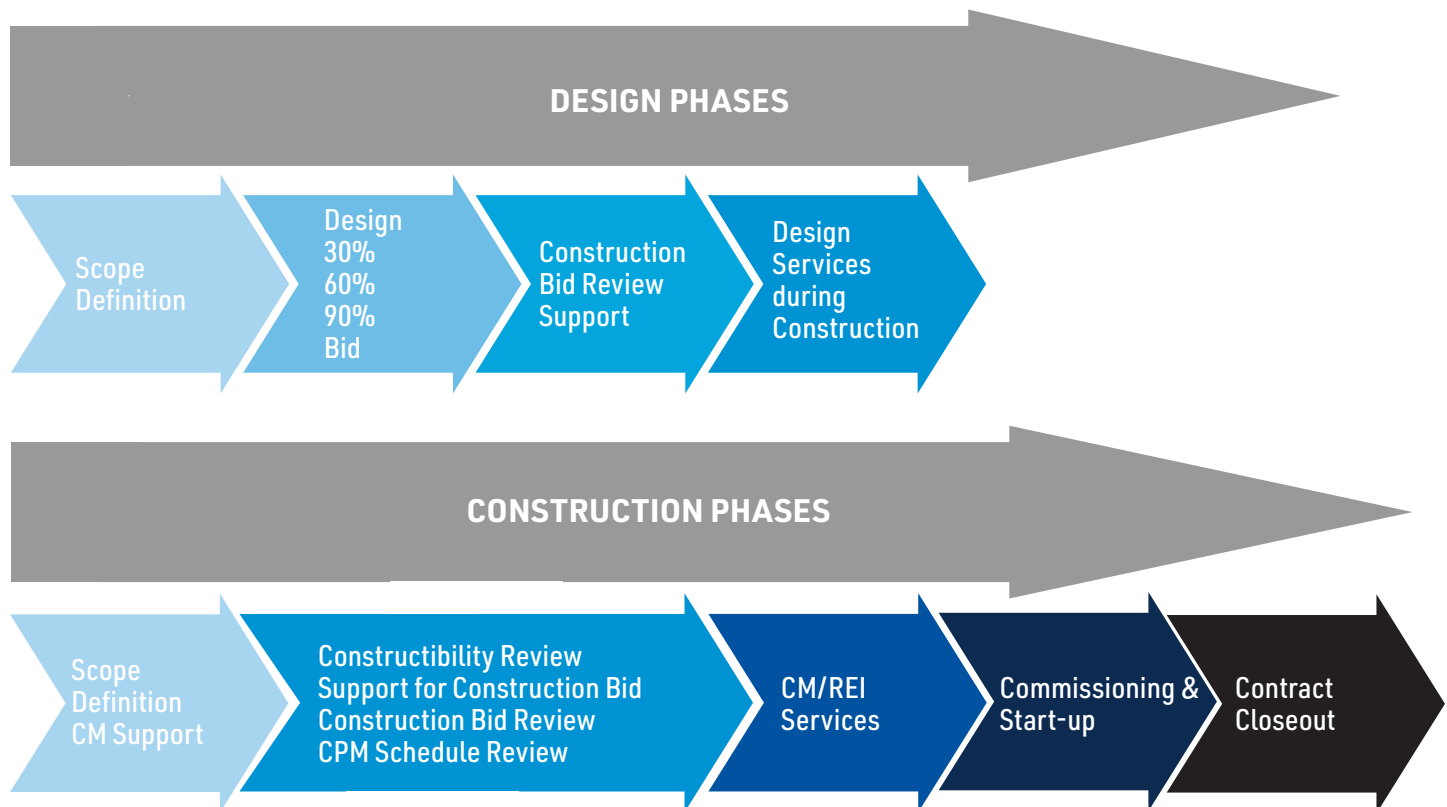 DESIGN PHASES
Scope
Definition
Design
30%
60%
90%
Bid
Construction
Bid Review
Support
Design
Services
during
Construction
CONSTRUCTION PHASES
Scope
Definition
CM Support
Constructibility Review
Support for Construction Bid
Construction Bid Review
CPM Schedule Review
CM/REI
Services
Commissioning &
Start-up
Contract
Closeout